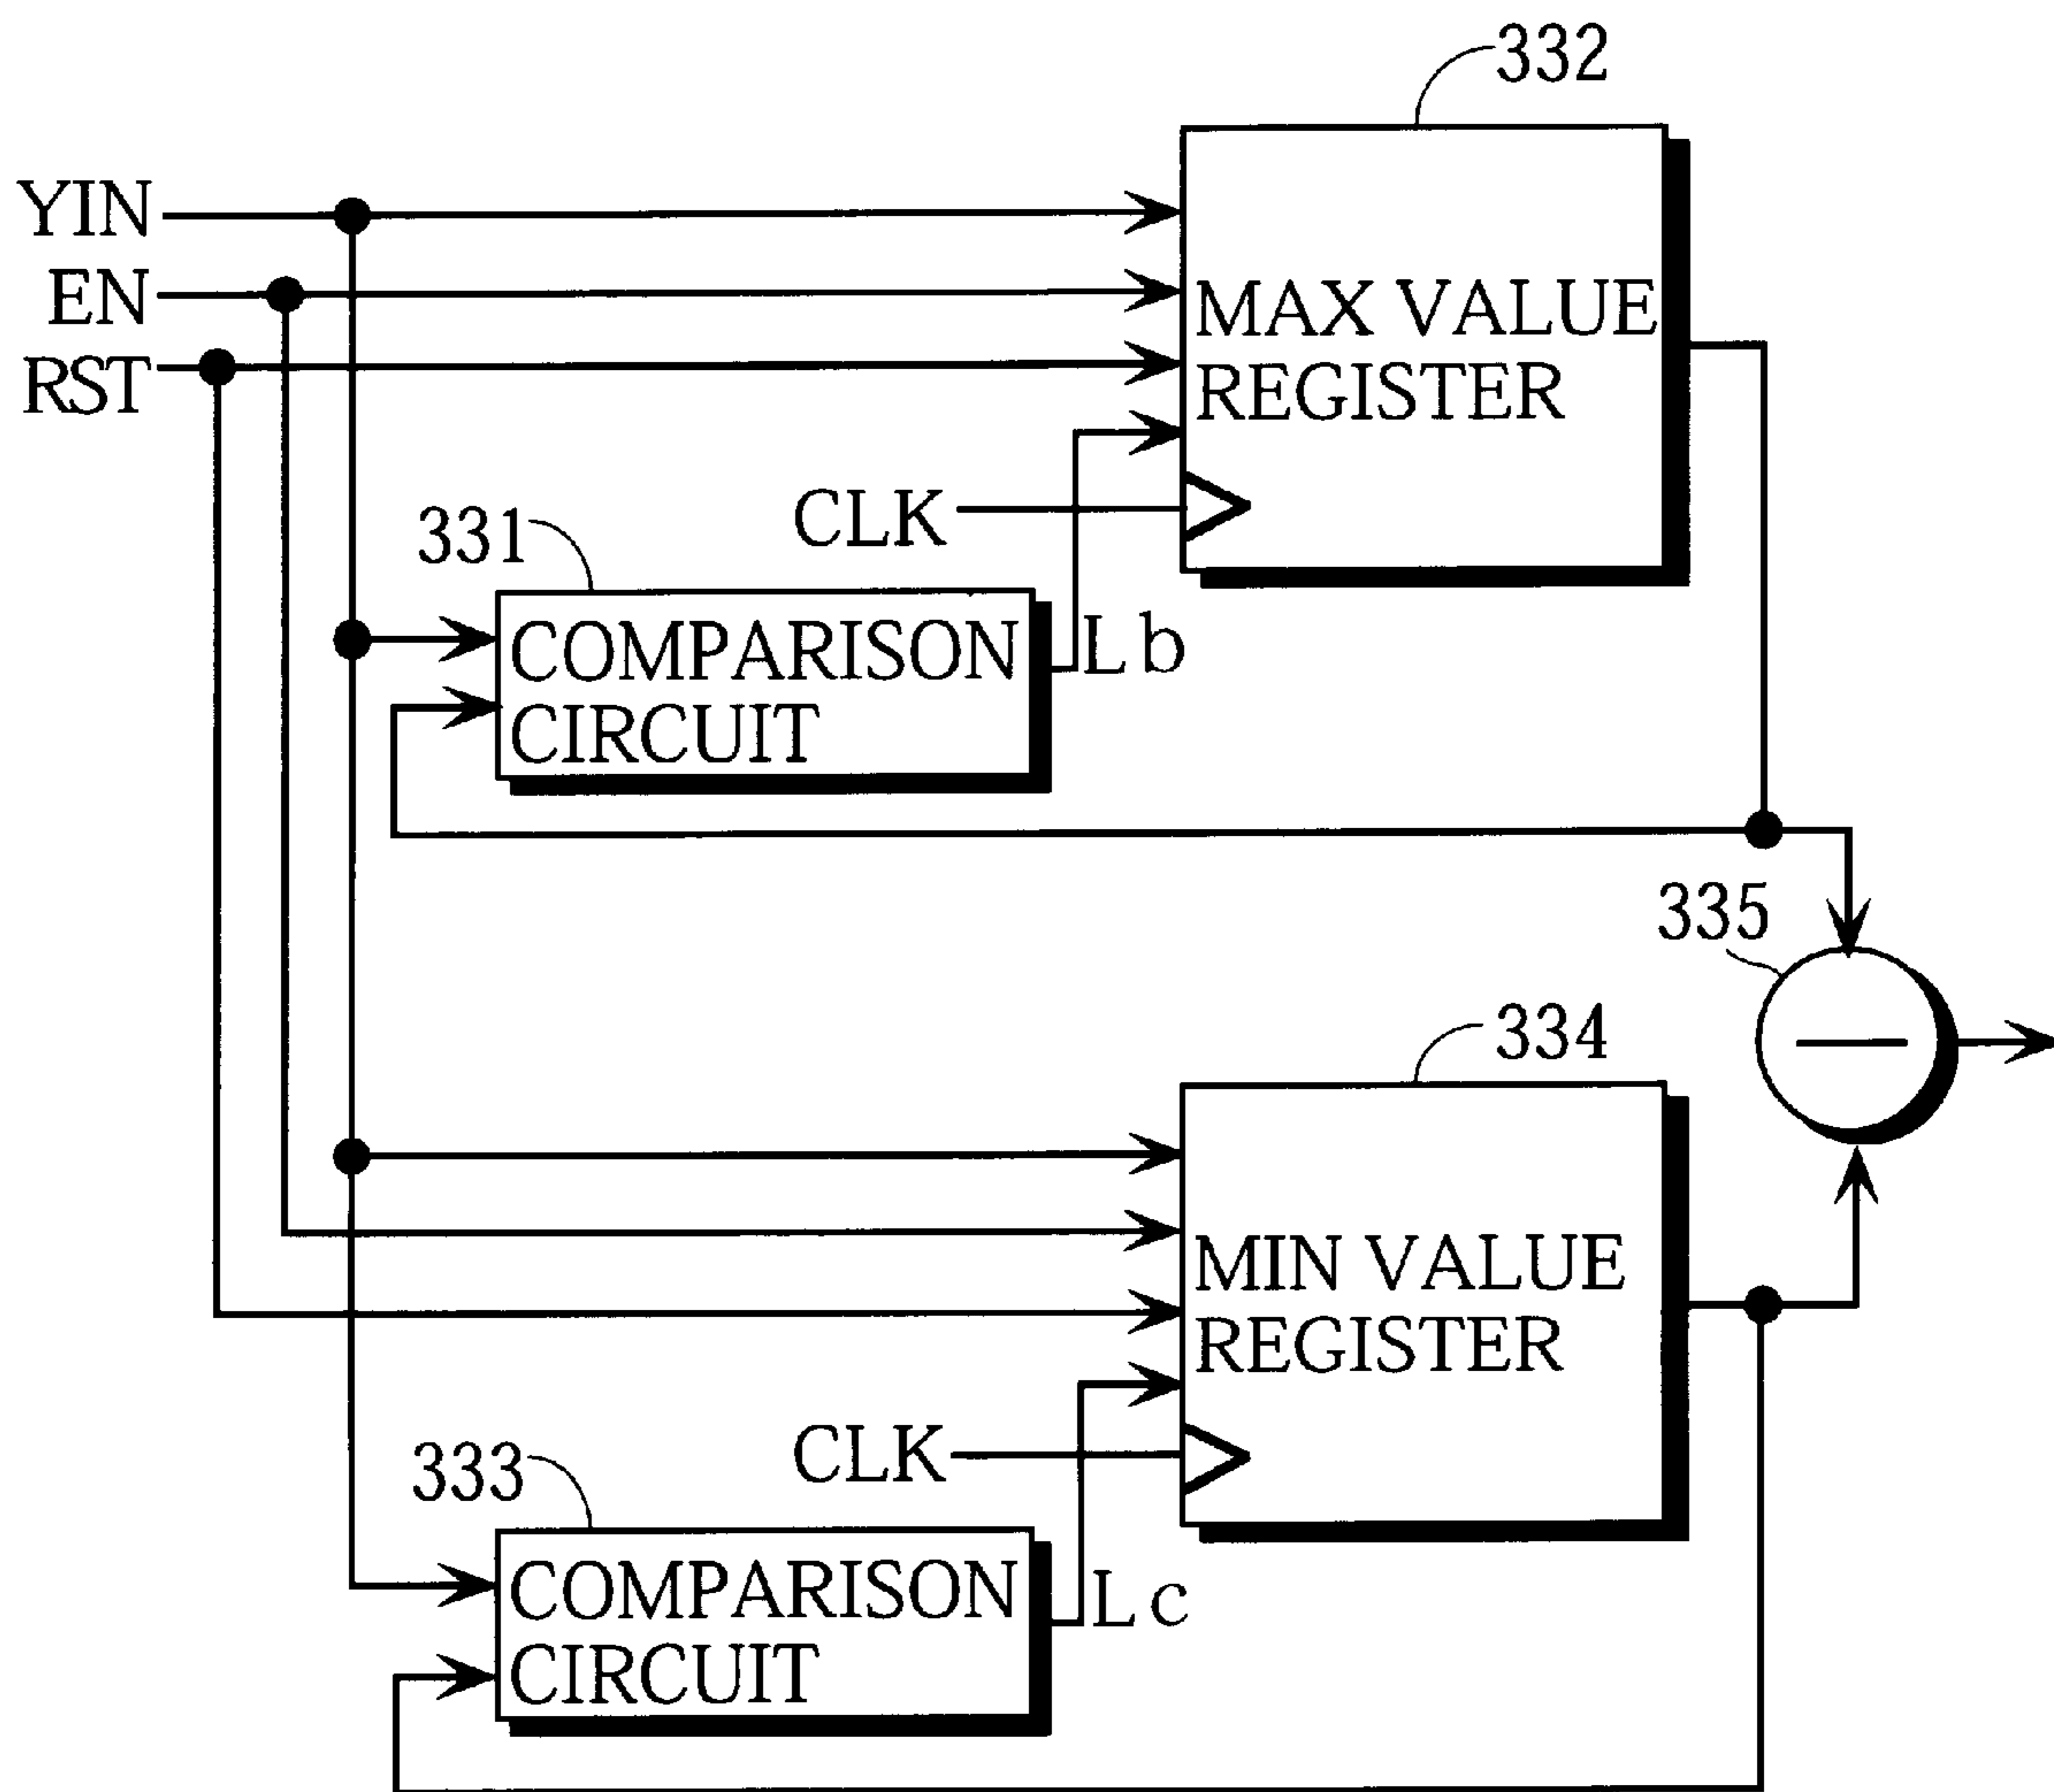 332
YIN
EN
RST
MAX VALUE
REGISTER
CLK
331
COMPARISON
CIRCUIT
Lb
335
334
MIN VALUE
REGISTER
CLK
333
COMPARISON
CIRCUIT
Lc